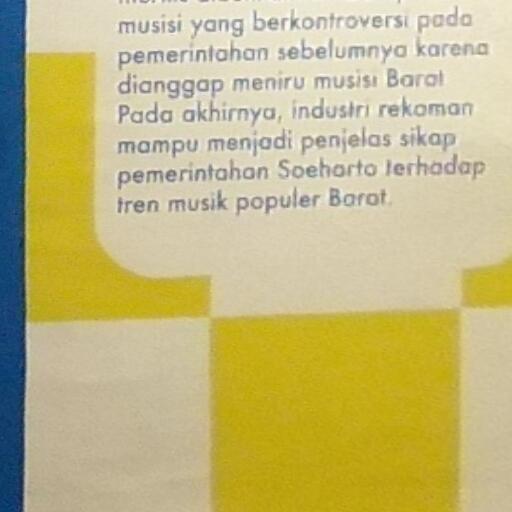 musisi yang berkontroversi pada
pemerintahan sebelumnya karena
dianggap meniru musisi Barat
Pada akhirnya, industri rekaman
mampu menjadi penjelas sikap
pemerintahan Soeharto terhadap
tren musik populer Barat.